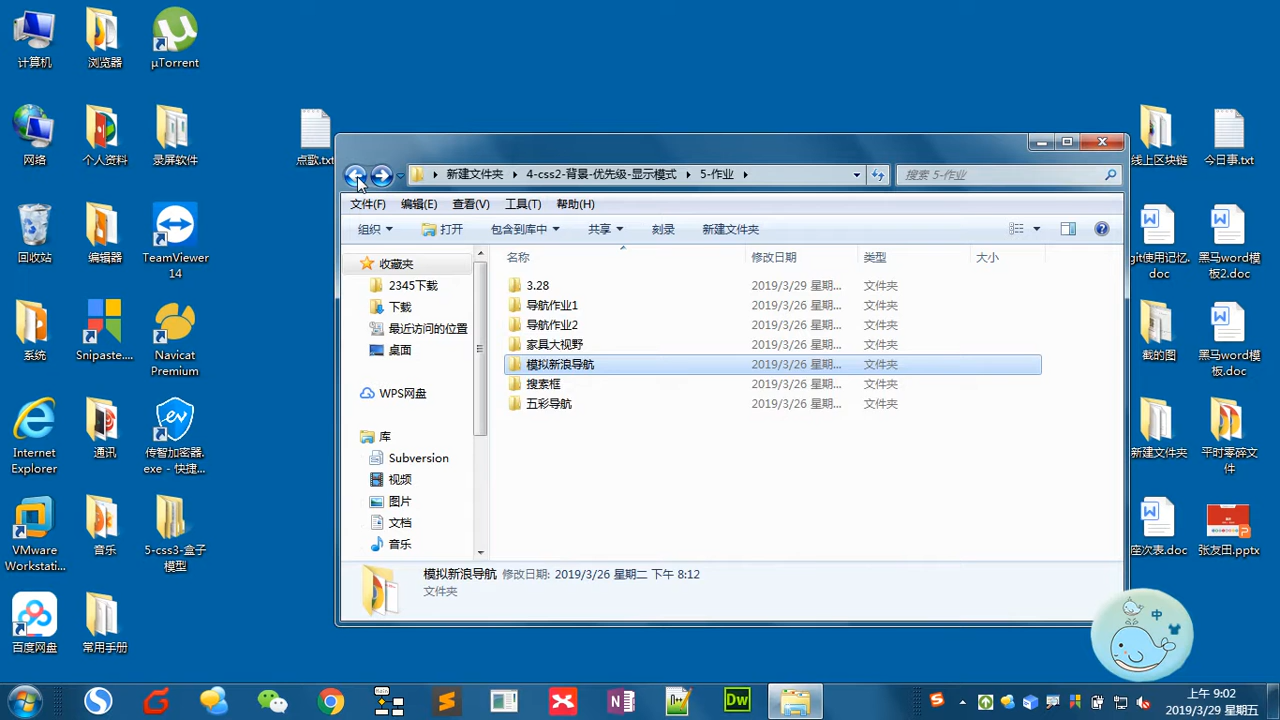 计算机
浏览器
µTorrent
网络
个人资料
录屏软件
点歌.txt
回收站
编辑器
TeamViewer
14
系统
Snipaste....
Navicat
Premium
Internet
Explorer
通讯
传智加密器.
exe - 快捷...
VMware
Workstati...
音乐
5-css3-盒子
模型
百度网盘
常用手册
新建文件夹
4-css2-背景-优先级-显示模式
5-作业
搜索 5-作业
文件(F)
编辑(E)
查看(V)
工具(T)
帮助(H)
组织
打开
包含到库中
共享
刻录
新建文件夹
收藏夹
2345下载
下载
最近访问的位置
桌面
WPS网盘
库
Subversion
视频
图片
文档
音乐
名称 修改日期 类型 大小
3.28 2019/3/29 星期... 文件夹
导航作业1 2019/3/26 星期... 文件夹
导航作业2 2019/3/26 星期... 文件夹
家具大视野 2019/3/26 星期... 文件夹
模拟新浪导航 2019/3/26 星期... 文件夹
搜索框 2019/3/26 星期... 文件夹
五彩导航 2019/3/26 星期... 文件夹
模拟新浪导航 修改日期: 2019/3/26 星期二 下午 8:12
文件夹
线上区块链
今日事.txt
git使用记忆.
doc
黑马word模
板2.doc
截的图
黑马word模
板.doc
新建文件夹
平时零碎文
件
座次表.doc
张友田.pptx
中
Dw
上午 9:02
2019/3/29 星期五